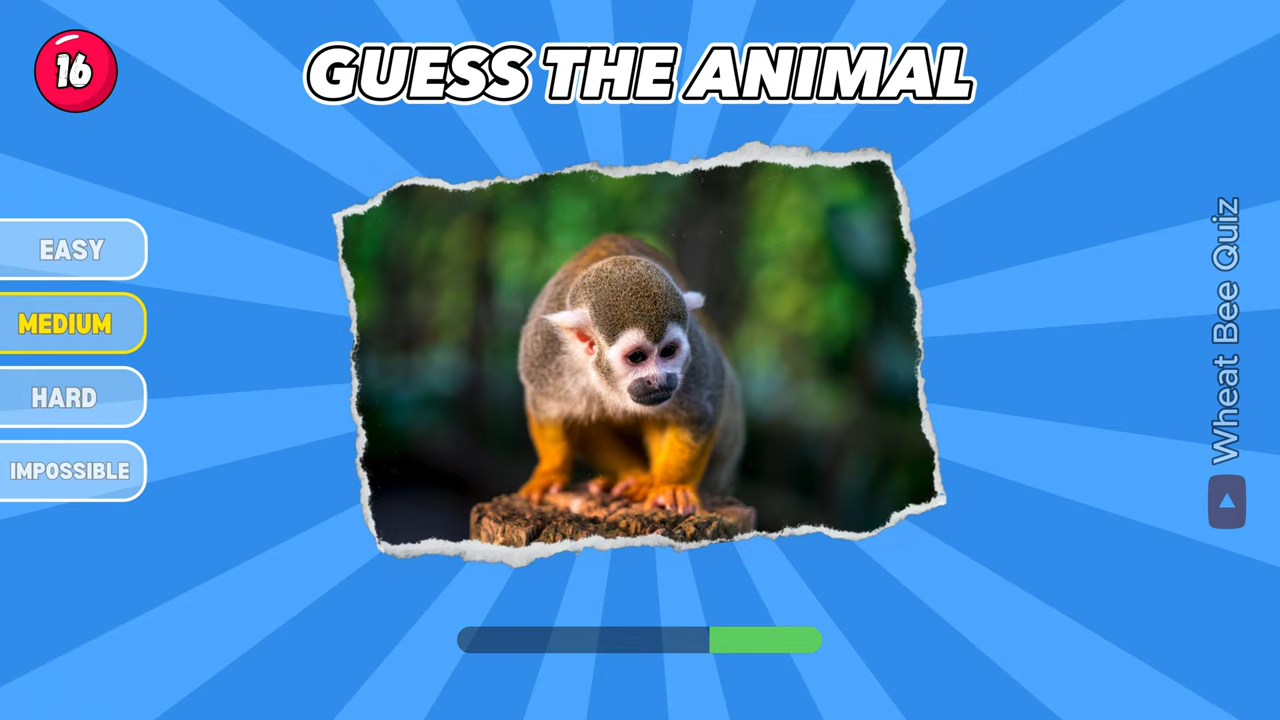 16
GUESS THE ANIMAL
EASY
MEDIUM
HARD
IMPOSSIBLE
Wheat Bee Quiz